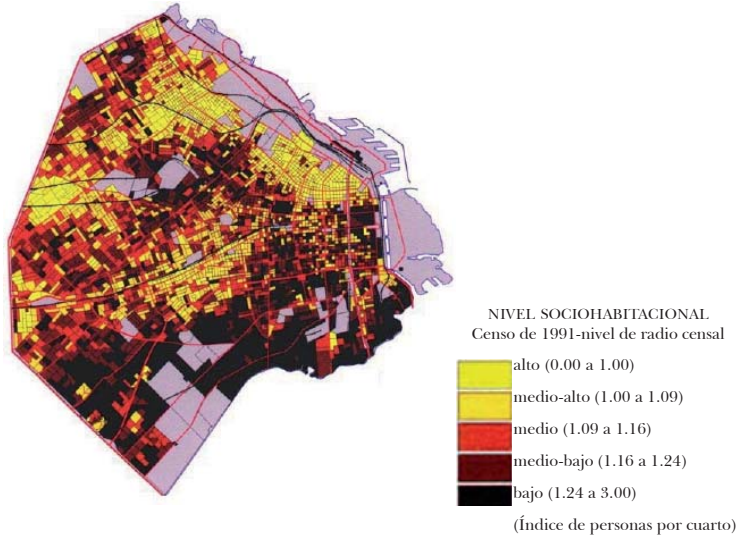 NIVEL SOCIOHABITACIONAL
Censo de 1991-nivel de radio censal
alto (0.00 a 1.00)
medio-alto (1.00 a 1.09)
medio (1.09 a 1.16)
medio-bajo (1.16 a 1.24)
bajo (1.24 a 3.00)
(Índice de personas por cuarto)